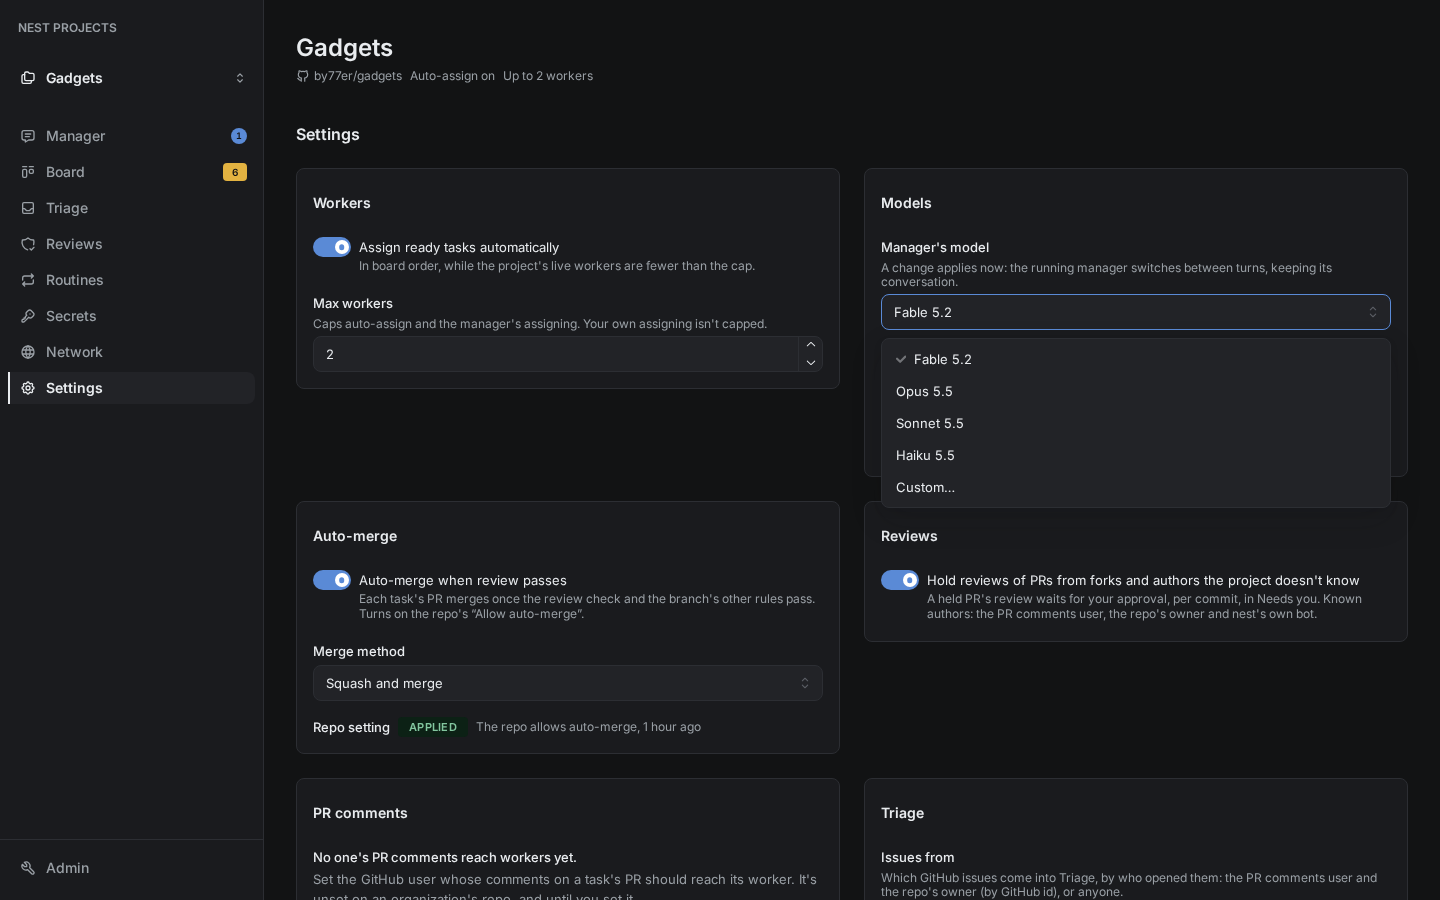 NEST PROJECTS
Gadgets
Manager
1
Board
6
Triage
Reviews
Routines
Secrets
Network
Settings
Admin
Gadgets
by77er/gadgets Auto-assign on Up to 2 workers
Settings
Workers
Assign ready tasks automatically
In board order, while the project's live workers are fewer than the cap.
Max workers
Caps auto-assign and the manager's assigning. Your own assigning isn't capped.
2
Models
Manager's model
A change applies now: the running manager switches between turns, keeping its
conversation.
Fable 5.2
Fable 5.2
Opus 5.5
Sonnet 5.5
Haiku 5.5
Custom...
Auto-merge
Auto-merge when review passes
Each task's PR merges once the review check and the branch's other rules pass.
Turns on the repo's “Allow auto-merge”.
Merge method
Squash and merge
Repo setting APPLIED The repo allows auto-merge, 1 hour ago
Reviews
Hold reviews of PRs from forks and authors the project doesn't know
A held PR's review waits for your approval, per commit, in Needs you. Known
authors: the PR comments user, the repo's owner and nest's own bot.
PR comments
No one's PR comments reach workers yet.
Set the GitHub user whose comments on a task's PR should reach its worker. It's
unset on an organization's repo, and until you set it
Triage
Issues from
Which GitHub issues come into Triage, by who opened them: the PR comments user and
the repo's owner (by GitHub id), or anyone.